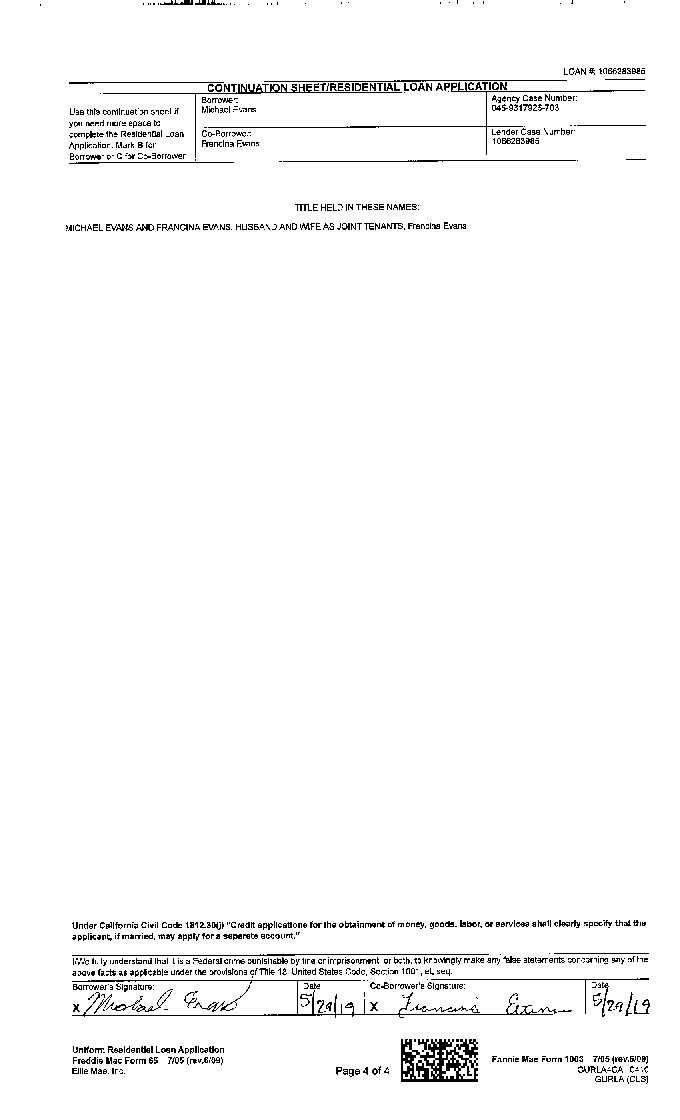 LOAN #: 1066283985
CONTINUATION SHEET/RESIDENTIAL LOAN APPLICATION
Use this continuation sheet if
you need more space to
complete the Residential Loan
Application. Mark B for
Borrower or C for Co-Borrower
Borrower:
Michael Evans
Agency Case Number:
045-9317925-703
Co-Borrower:
Francina Evans
Lender Case Number:
1066283985
TITLE HELD IN THESE NAMES:
MICHAEL EVANS AND FRANCINA EVANS, HUSBAND AND WIFE AS JOINT TENANTS, Francina Evans
Under California Civil Code 1812.30(j) "Credit applications for the obtainment of money, goods, labor, or services shall clearly specify that the
applicant, if married, may apply for a separate account."
I/We fully understand that it is a Federal crime punishable by fine or imprisonment, or both, to knowingly make any false statements concerning any of the
above facts as applicable under the provisions of Title 18, United States Code, Section 1001, et seq.
Borrower's Signature:
X Michael Evans
Date
5/29/19
Co-Borrower's Signature:
X Francina Evans
Date
5/29/19
Uniform Residential Loan Application
Freddie Mac Form 65 7/05 (rev.6/09)
Ellie Mae, Inc.
Page 4 of 4
Fannie Mae Form 1003 7/05 (rev.6/09)
GURLA4CA
GURLA (CLS)